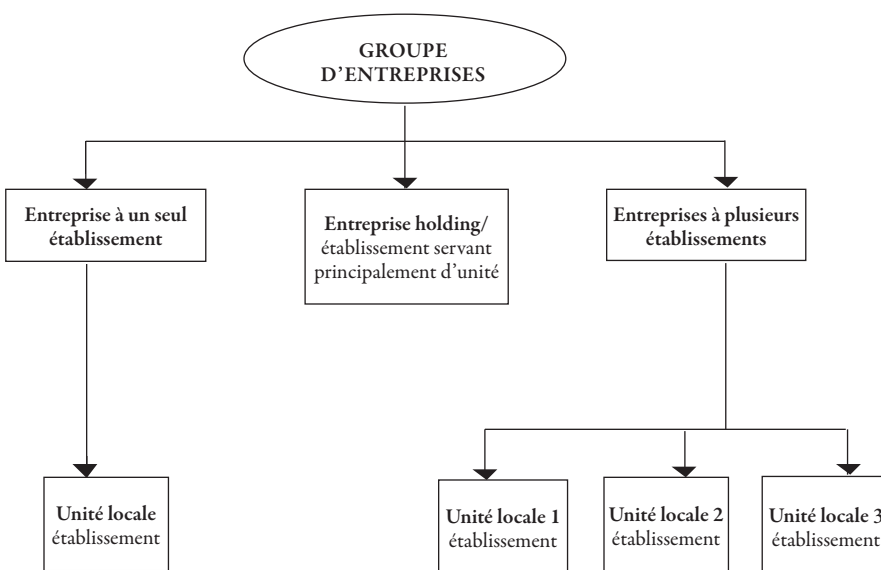 GROUPE
D’ENTREPRISES
Entreprise à un seul
établissement
Entreprise holding/
établissement servant
principalement d’unité
Entreprises à plusieurs
établissements
Unité locale
établissement
Unité locale 1
établissement
Unité locale 2
établissement
Unité locale 3
établissement